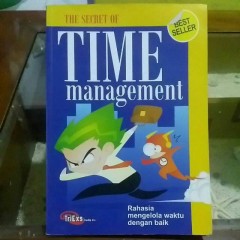 THE SECRET OF
TIME
management
BEST
SELLER
Rahasia
mengelola waktu
dengan baik